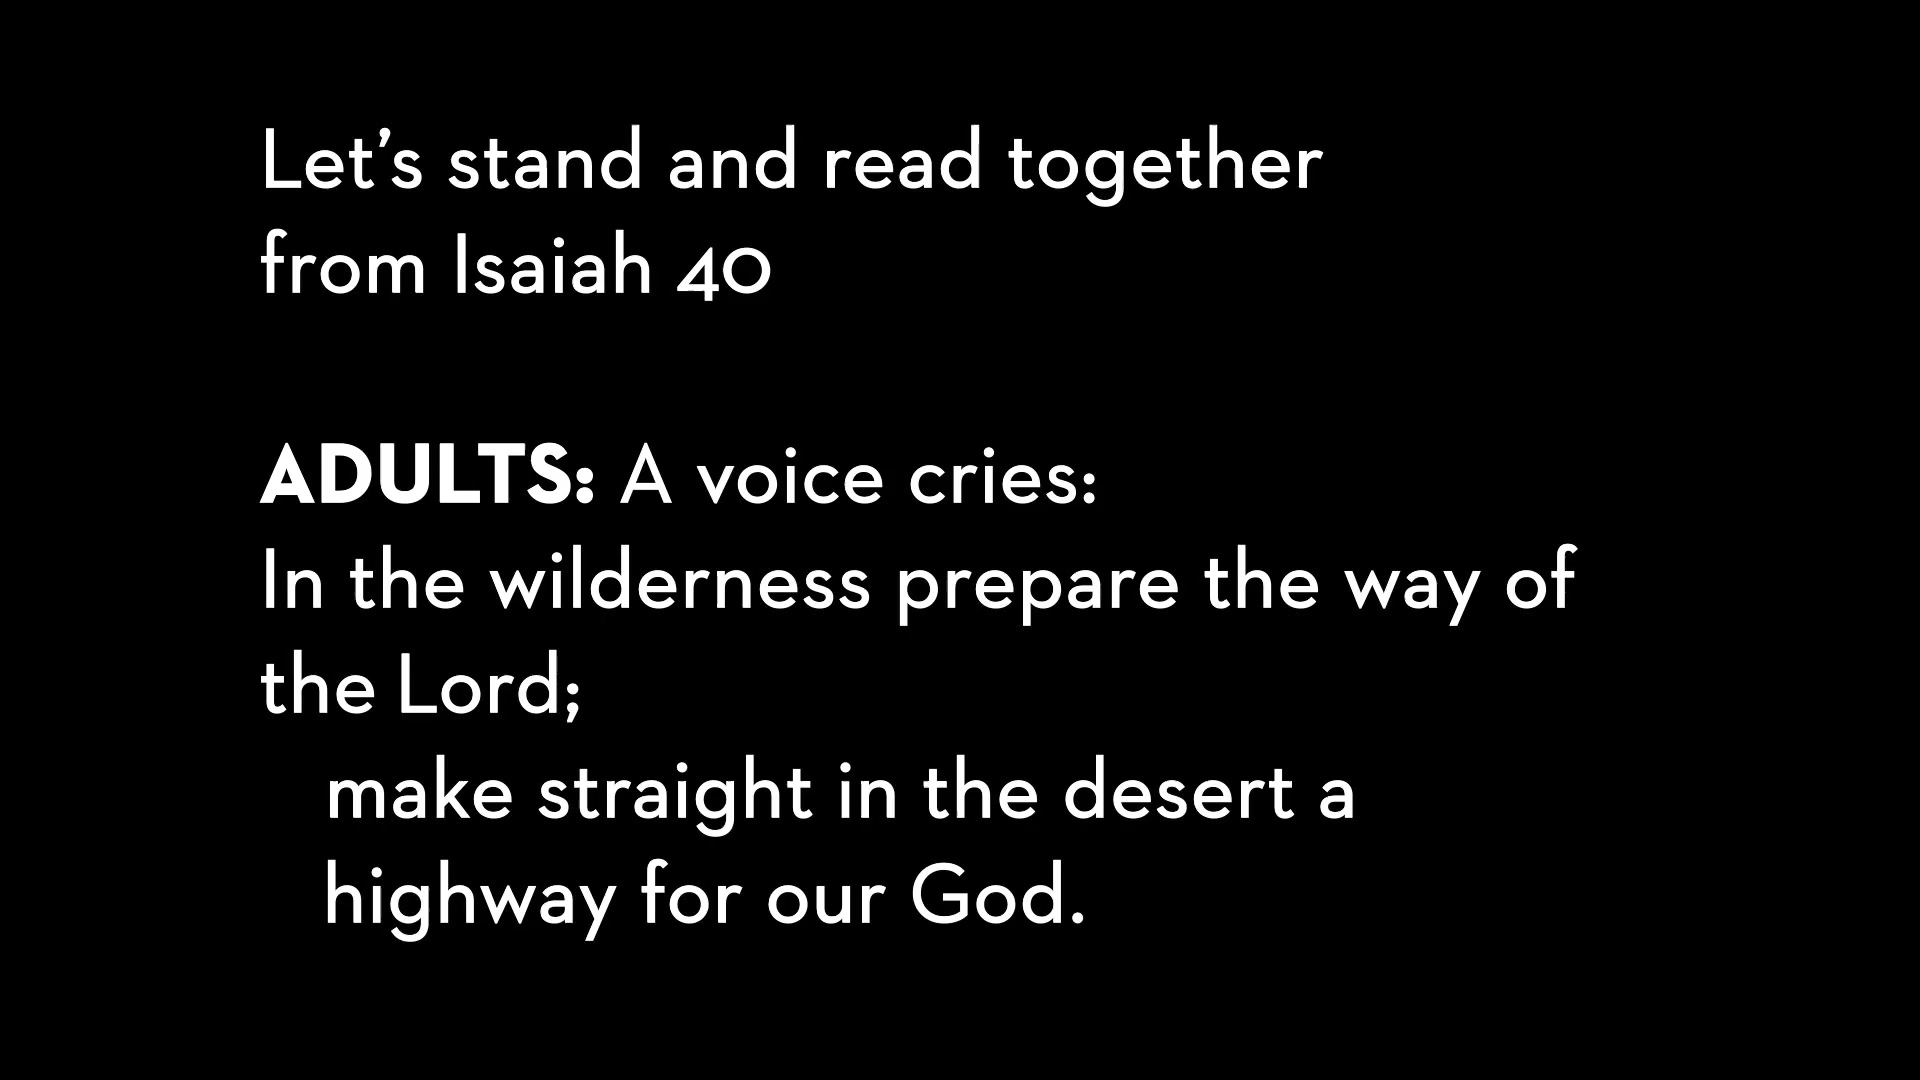 Let’s stand and read together
from Isaiah 40
ADULTS: A voice cries:
In the wilderness prepare the way of
the Lord;
make straight in the desert a
highway for our God.